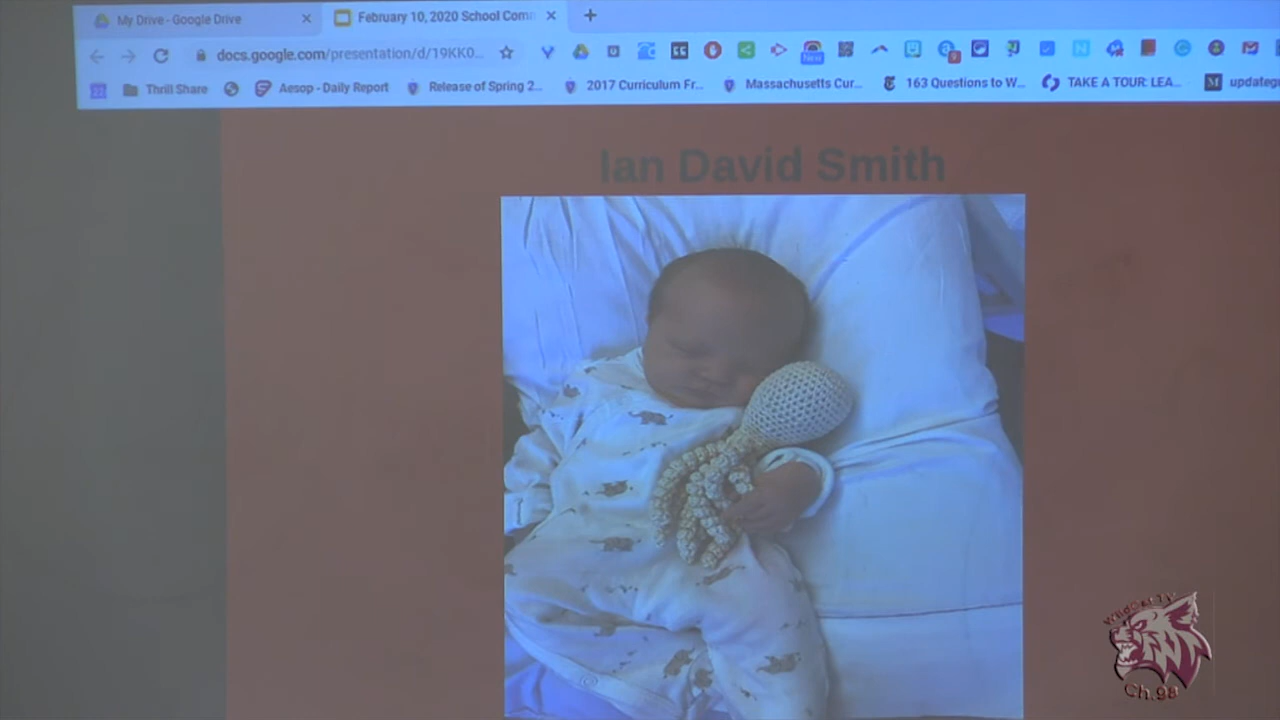 My Drive - Google Drive
February 10, 2020 School Com
docs.google.com/presentation/d/19KK0...
Thrill Share
Aesop - Daily Report
Release of Spring 2...
2017 Curriculum Fr...
Massachusetts Cur...
163 Questions to W...
TAKE A TOUR: LEA...
Ian David Smith
Wildcat TV
Ch.98